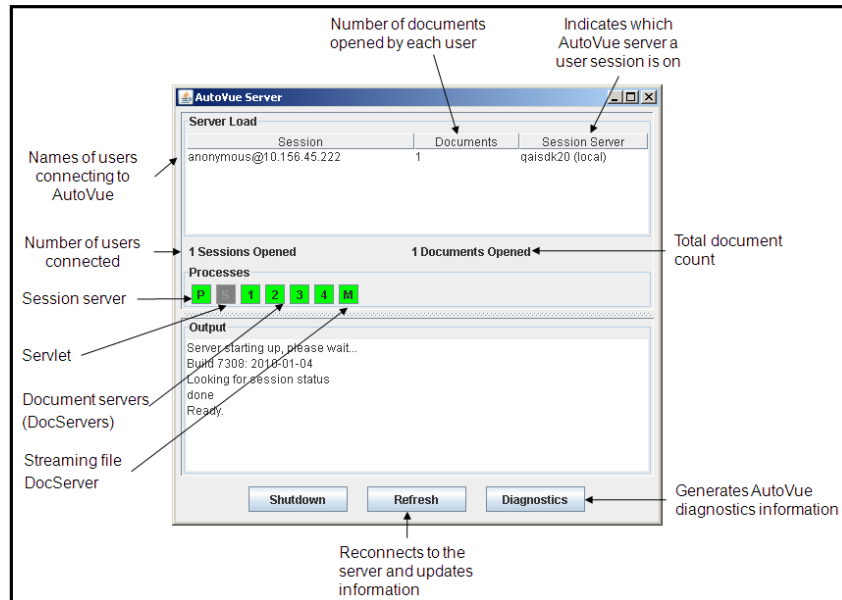 Number of documents
opened by each user
Indicates which
AutoVue server a
user session is on
AutoVue Server
Server Load
Session Documents Session Server
anonymous@10.156.45.222 1 qaisdk20 (local)
Names of users
connecting to
AutoVue
Number of users
connected
1 Sessions Opened 1 Documents Opened
Total document
count
Processes
Session server
P S 1 2 3 4 M
Servlet
Output
Server starting up, please wait...
Build 7308: 2010-01-04
Looking for session status
done
Ready.
Document servers
(DocServers)
Streaming file
DocServer
Shutdown Refresh Diagnostics
Generates AutoVue
diagnostics information
Reconnects to the
server and updates
information